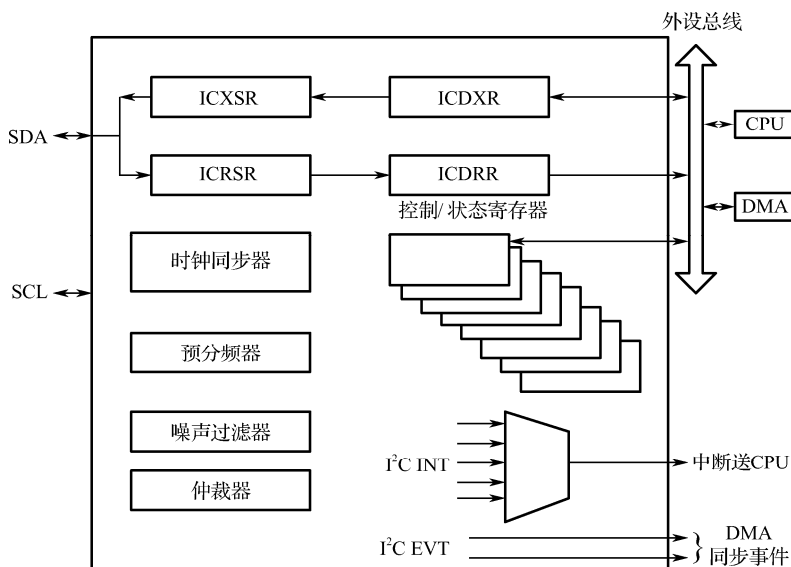 外设总线
ICXSR
ICDXR
CPU
SDA
ICRSR
ICDRR
控制/状态寄存器
DMA
时钟同步器
SCL
预分频器
噪声过滤器
I²C INT
中断送CPU
仲裁器
I²C EVT
DMA
同步事件